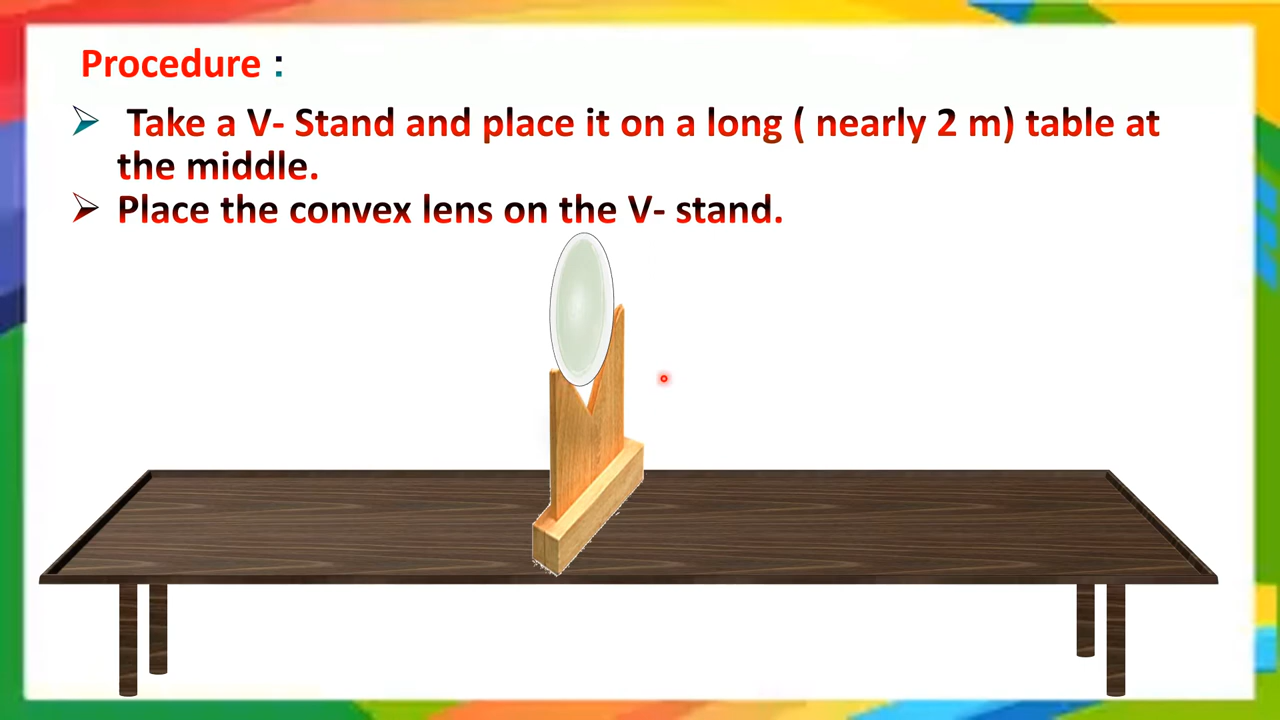 Procedure :
Take a V- Stand and place it on a long ( nearly 2 m) table at
the middle.
Place the convex lens on the V- stand.